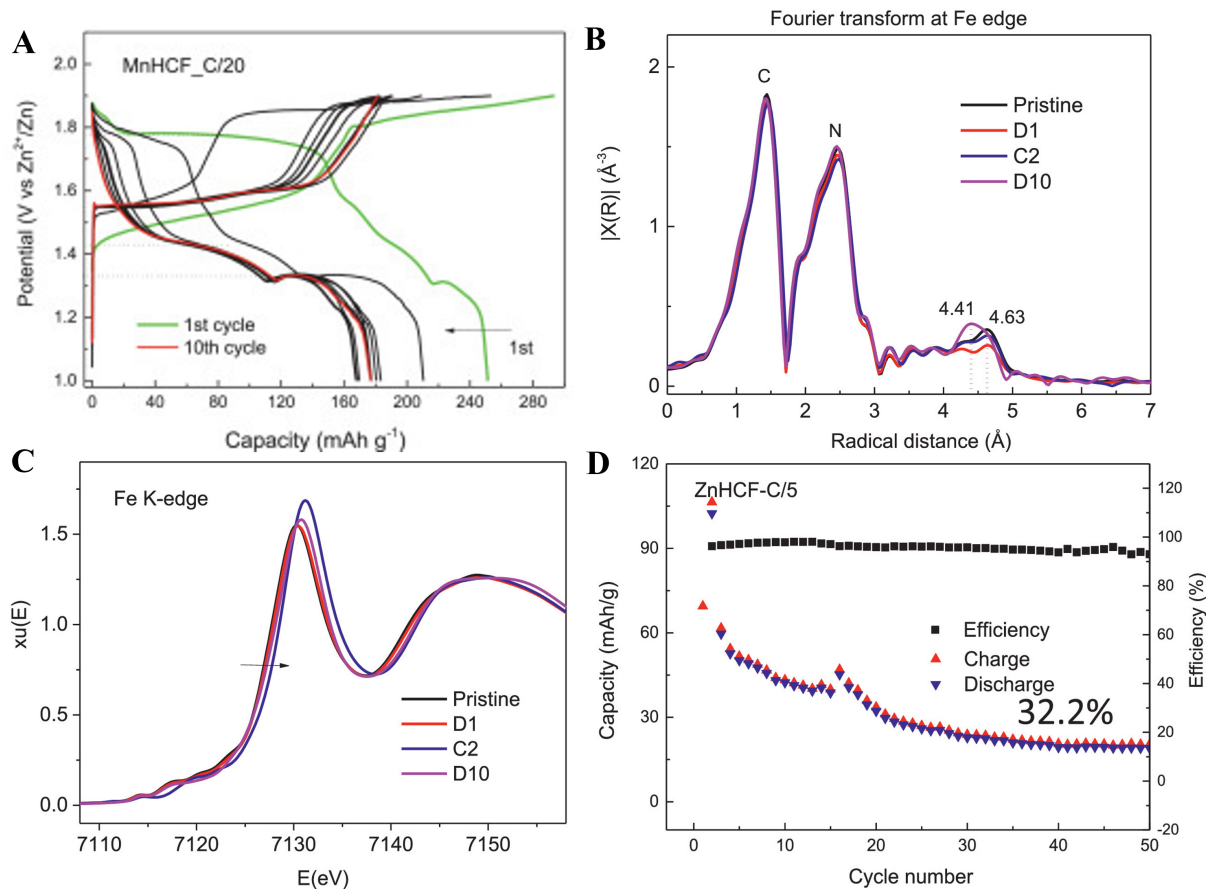 A
MnHCF_C/20
2.0
1.8
1.6
1.4
1.2
1.0
Potential (V vs Zn²⁺/Zn)
1st cycle
10th cycle
1st
0 40 80 120 160 200 240 280
Capacity (mAh g⁻¹)
Fourier transform at Fe edge
B
2
1
0
|X(R)| (Å⁻³)
C
N
Pristine
D1
C2
D10
4.41
4.63
0 1 2 3 4 5 6 7
Radical distance (Å)
C
Fe K-edge
1.5
1.0
0.5
0.0
xu(E)
Pristine
D1
C2
D10
7110 7120 7130 7140 7150
E(eV)
D
ZnHCF-C/5
120
90
60
30
0
Capacity (mAh/g)
Efficiency
Charge
Discharge
32.2%
120
100
80
60
40
20
0
-20
Efficiency (%)
0 10 20 30 40 50
Cycle number